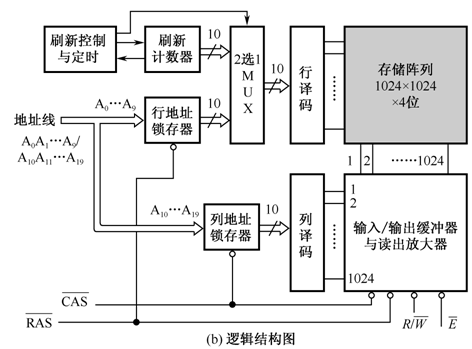 刷新控制
与定时
刷新
计数器
10
2选1
MUX
10
行译码
存储阵列
1024×1024
×4位
地址线
A₀…A₉
行地址
锁存器
10
A₀A₁…A₉/
A₁₀A₁₁…A₁₉
1 2 ……1024
A₁₀…A₁₉
列地址
锁存器
10
列译码
1
2
……
1024
输入/输出缓冲器
与读出放大器
C̅A̅S̅
R̅A̅S̅
R/W̅
E̅
(b) 逻辑结构图